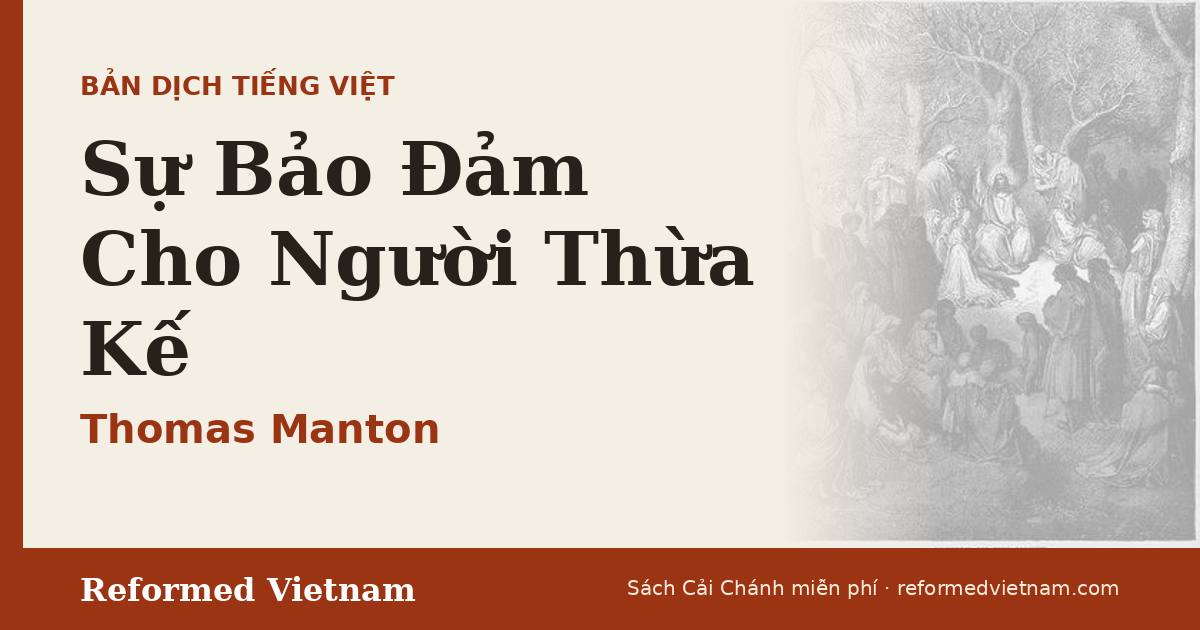 BẢN DỊCH TIẾNG VIỆT
Sự Bảo Đảm
Cho Người Thừa
Kế
Thomas Manton
Reformed Vietnam
Sách Cải Chánh miễn phí · reformedvietnam.com